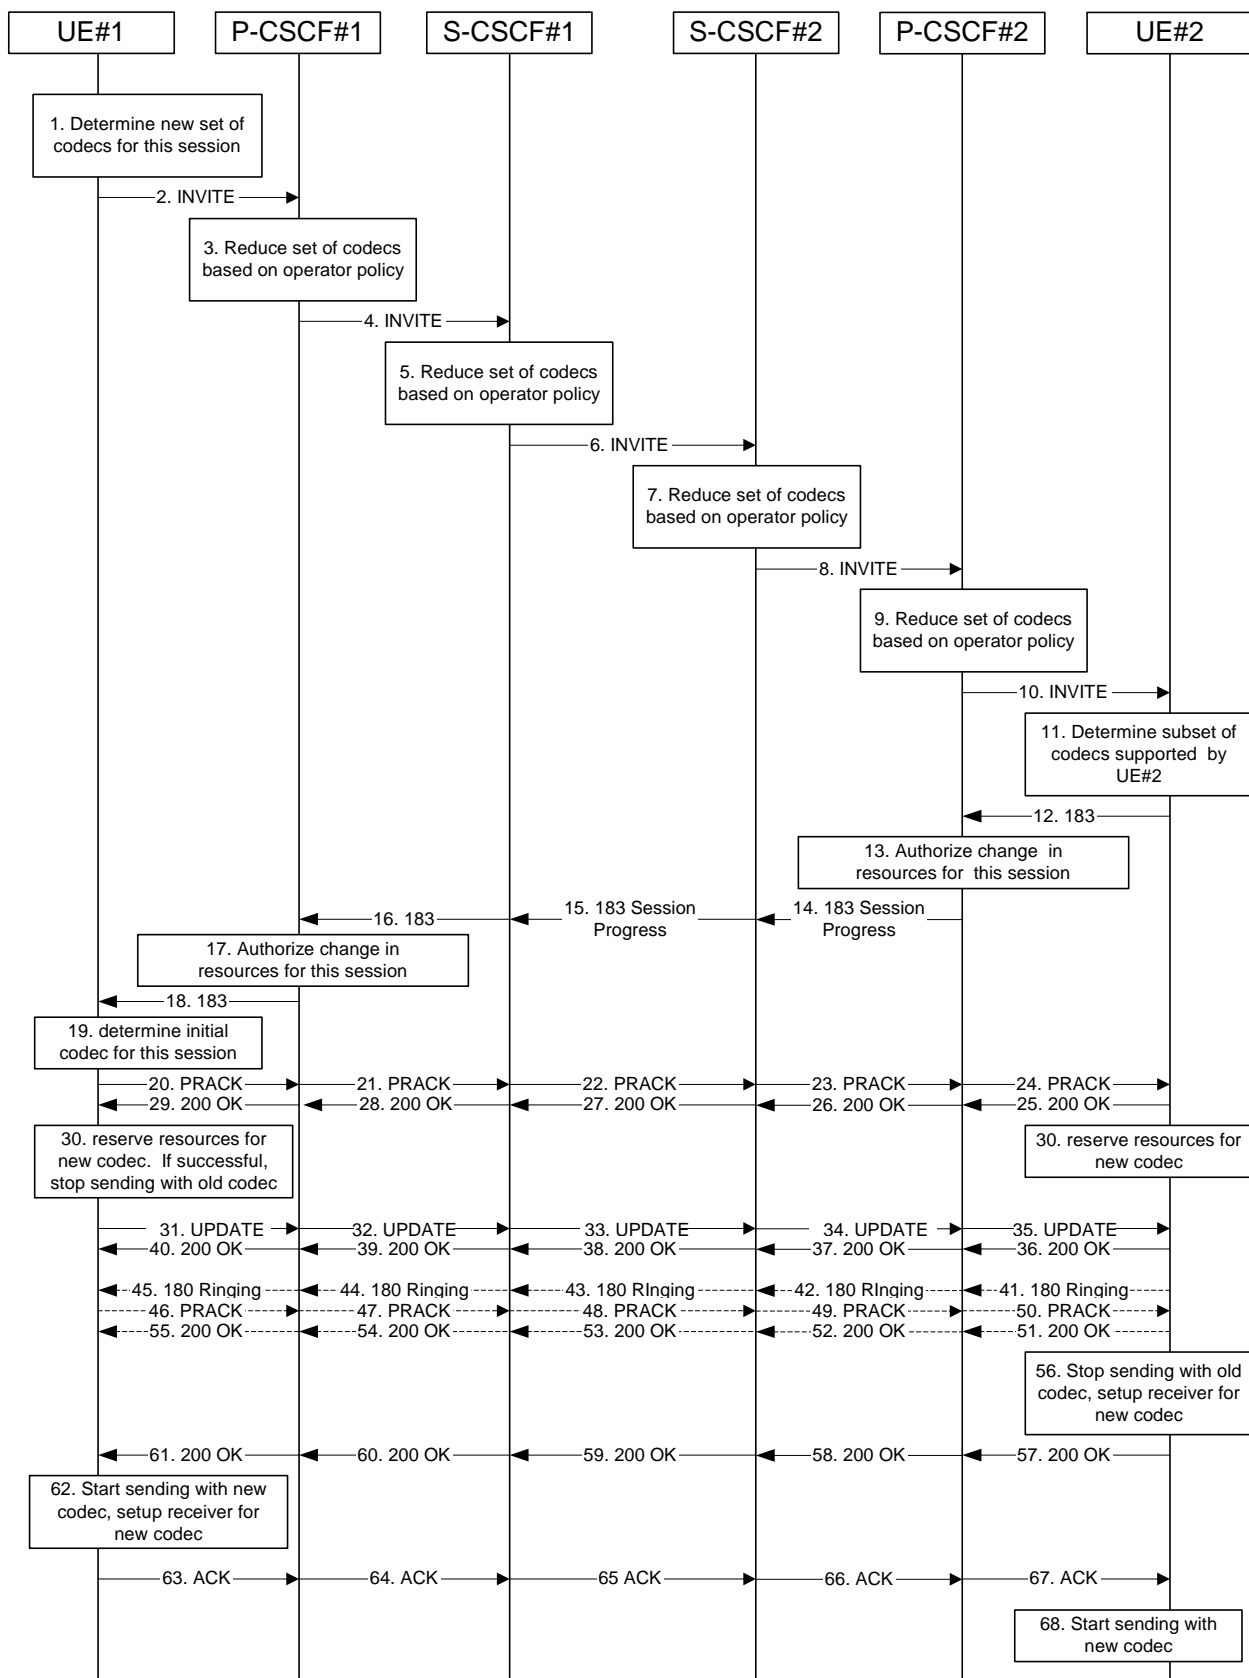 UE#1
P-CSCF#1
S-CSCF#1
S-CSCF#2
P-CSCF#2
UE#2
1. Determine new set of
codecs for this session
2. INVITE
3. Reduce set of codecs
based on operator policy
4. INVITE
5. Reduce set of codecs
based on operator policy
6. INVITE
7. Reduce set of codecs
based on operator policy
8. INVITE
9. Reduce set of codecs
based on operator policy
10. INVITE
11. Determine subset of
codecs supported by
UE#2
12. 183
13. Authorize change in
resources for this session
14. 183 Session
Progress
15. 183 Session
Progress
16. 183
17. Authorize change in
resources for this session
18. 183
19. determine initial
codec for this session
20. PRACK
21. PRACK
22. PRACK
23. PRACK
24. PRACK
29. 200 OK
28. 200 OK
27. 200 OK
26. 200 OK
25. 200 OK
30. reserve resources for
new codec. If successful,
stop sending with old codec
30. reserve resources for
new codec
31. UPDATE
32. UPDATE
33. UPDATE
34. UPDATE
35. UPDATE
40. 200 OK
39. 200 OK
38. 200 OK
37. 200 OK
36. 200 OK
45. 180 Ringing
44. 180 Ringing
43. 180 RInging
42. 180 RInging
41. 180 Ringing
46. PRACK
47. PRACK
48. PRACK
49. PRACK
50. PRACK
55. 200 OK
54. 200 OK
53. 200 OK
52. 200 OK
51. 200 OK
56. Stop sending with old
codec, setup receiver for
new codec
61. 200 OK
60. 200 OK
59. 200 OK
58. 200 OK
57. 200 OK
62. Start sending with new
codec, setup receiver for
new codec
63. ACK
64. ACK
65 ACK
66. ACK
67. ACK
68. Start sending with
new codec